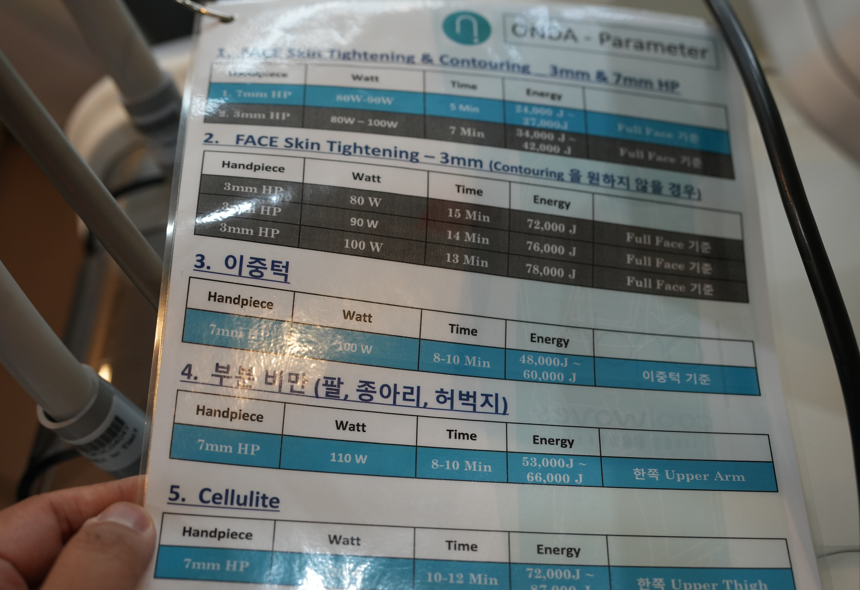 ONDA - Parameter
1. FACE Skin Tightening & Contouring _ 3mm & 7mm HP
Handpiece Watt Time Energy
1. 7mm HP 80W-90W 5 Min 24,000 J ~ 27,000J Full Face 기준
2. 3mm HP 80W – 100W 7 Min 34,000 J ~ 42,000 J Full Face 기준
2. FACE Skin Tightening – 3mm (Contouring 을 원하지 않을 경우)
Handpiece Watt Time Energy
3mm HP 80 W 15 Min 72,000 J Full Face 기준
3mm HP 90 W 14 Min 76,000 J Full Face 기준
3mm HP 100 W 13 Min 78,000 J Full Face 기준
3. 이중턱
Handpiece Watt Time Energy
7mm HP 100 W 8-10 Min 48,000J ~ 60,000 J 이중턱 기준
4. 부분 비만 (팔, 종아리, 허벅지)
Handpiece Watt Time Energy
7mm HP 110 W 8-10 Min 53,000J ~ 66,000 J 한쪽 Upper Arm
5. Cellulite
Handpiece Watt Time Energy
7mm HP 10-12 Min 72,000J ~ 한쪽 Upper Thigh